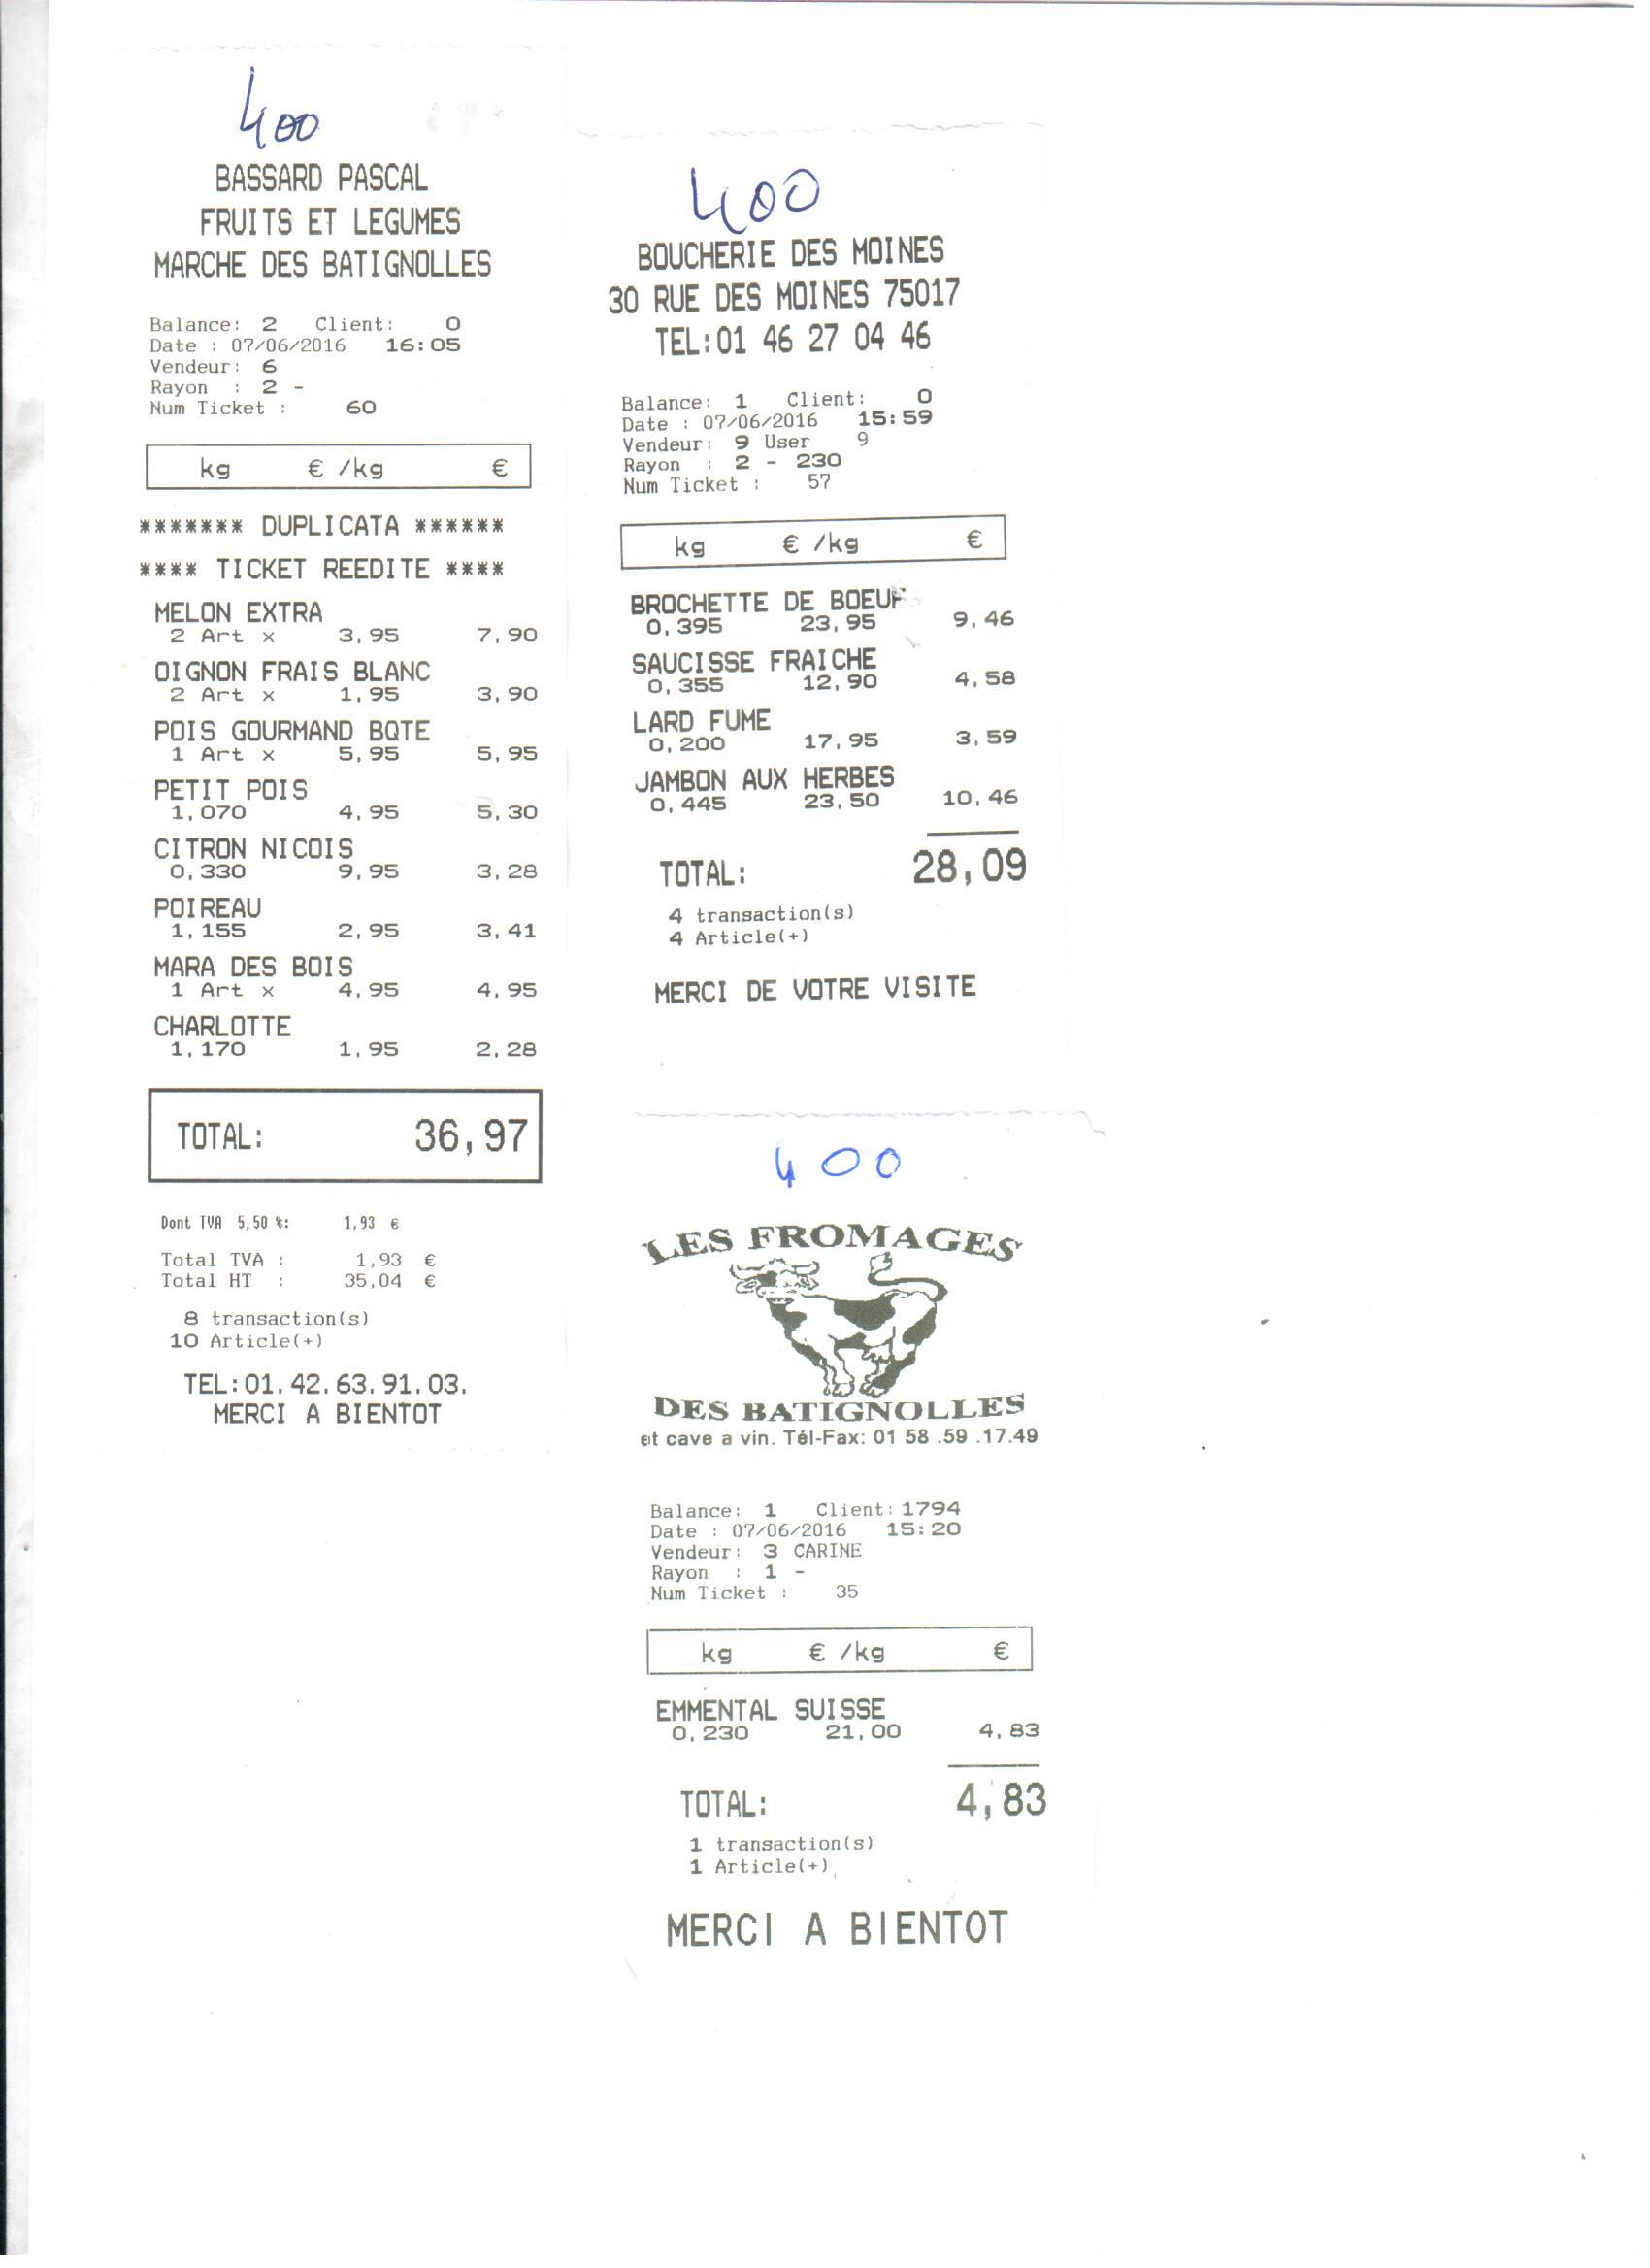 400
BASSARD PASCAL
FRUITS ET LEGUMES
MARCHE DES BATIGNOLLES
Balance: 2 Client: 0
Date : 07/06/2016 16:05
Vendeur: 6
Rayon : 2 -
Num Ticket : 60
kg € /kg €
******* DUPLICATA ******
**** TICKET REEDITE ****
MELON EXTRA
2 Art x 3,95 7,90
OIGNON FRAIS BLANC
2 Art x 1,95 3,90
POIS GOURMAND BQTE
1 Art x 5,95 5,95
PETIT POIS
1,070 4,95 5,30
CITRON NICOIS
0,330 9,95 3,28
POIREAU
1,155 2,95 3,41
MARA DES BOIS
1 Art x 4,95 4,95
CHARLOTTE
1,170 1,95 2,28
TOTAL: 36,97
Dont TVA 5,50 %: 1,93 €
Total TVA : 1,93 €
Total HT : 35,04 €
8 transaction(s)
10 Article(+)
TEL:01.42.63.91.03.
MERCI A BIENTOT
400
BOUCHERIE DES MOINES
30 RUE DES MOINES 75017
TEL:01 46 27 04 46
Balance: 1 Client: 0
Date : 07/06/2016 15:59
Vendeur: 9 User 9
Rayon : 2 - 230
Num Ticket : 57
kg € /kg €
BROCHETTE DE BOEUF
0,395 23,95 9,46
SAUCISSE FRAICHE
0,355 12,90 4,58
LARD FUME
0,200 17,95 3,59
JAMBON AUX HERBES
0,445 23,50 10,46
TOTAL: 28,09
4 transaction(s)
4 Article(+)
MERCI DE VOTRE VISITE
400
LES FROMAGES
DES BATIGNOLLES
et cave a vin. Tél-Fax: 01 58 .59 .17.49
Balance: 1 Client: 1794
Date : 07/06/2016 15:20
Vendeur: 3 CARINE
Rayon : 1 -
Num Ticket : 35
kg € /kg €
EMMENTAL SUISSE
0,230 21,00 4,83
TOTAL: 4,83
1 transaction(s)
1 Article(+)
MERCI A BIENTOT